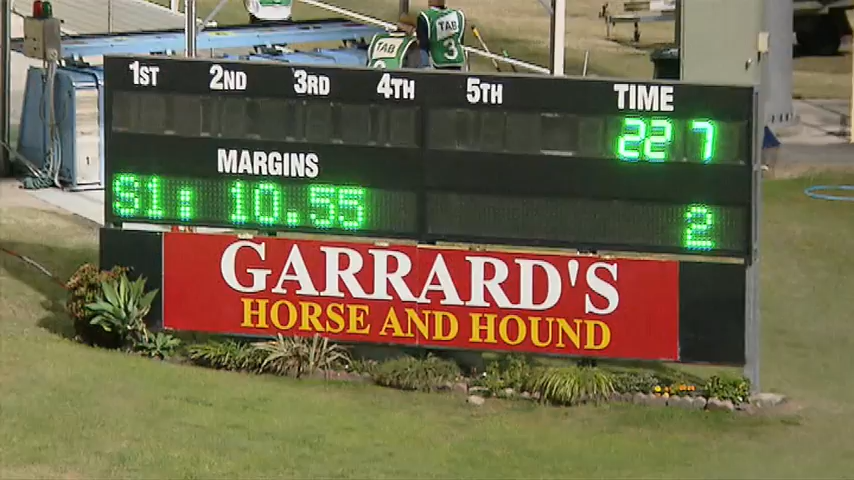 TAB
TAB
3
1ST 2ND 3RD 4TH 5TH TIME
22 7
MARGINS
S1: 10.55 2
GARRARD'S
HORSE AND HOUND